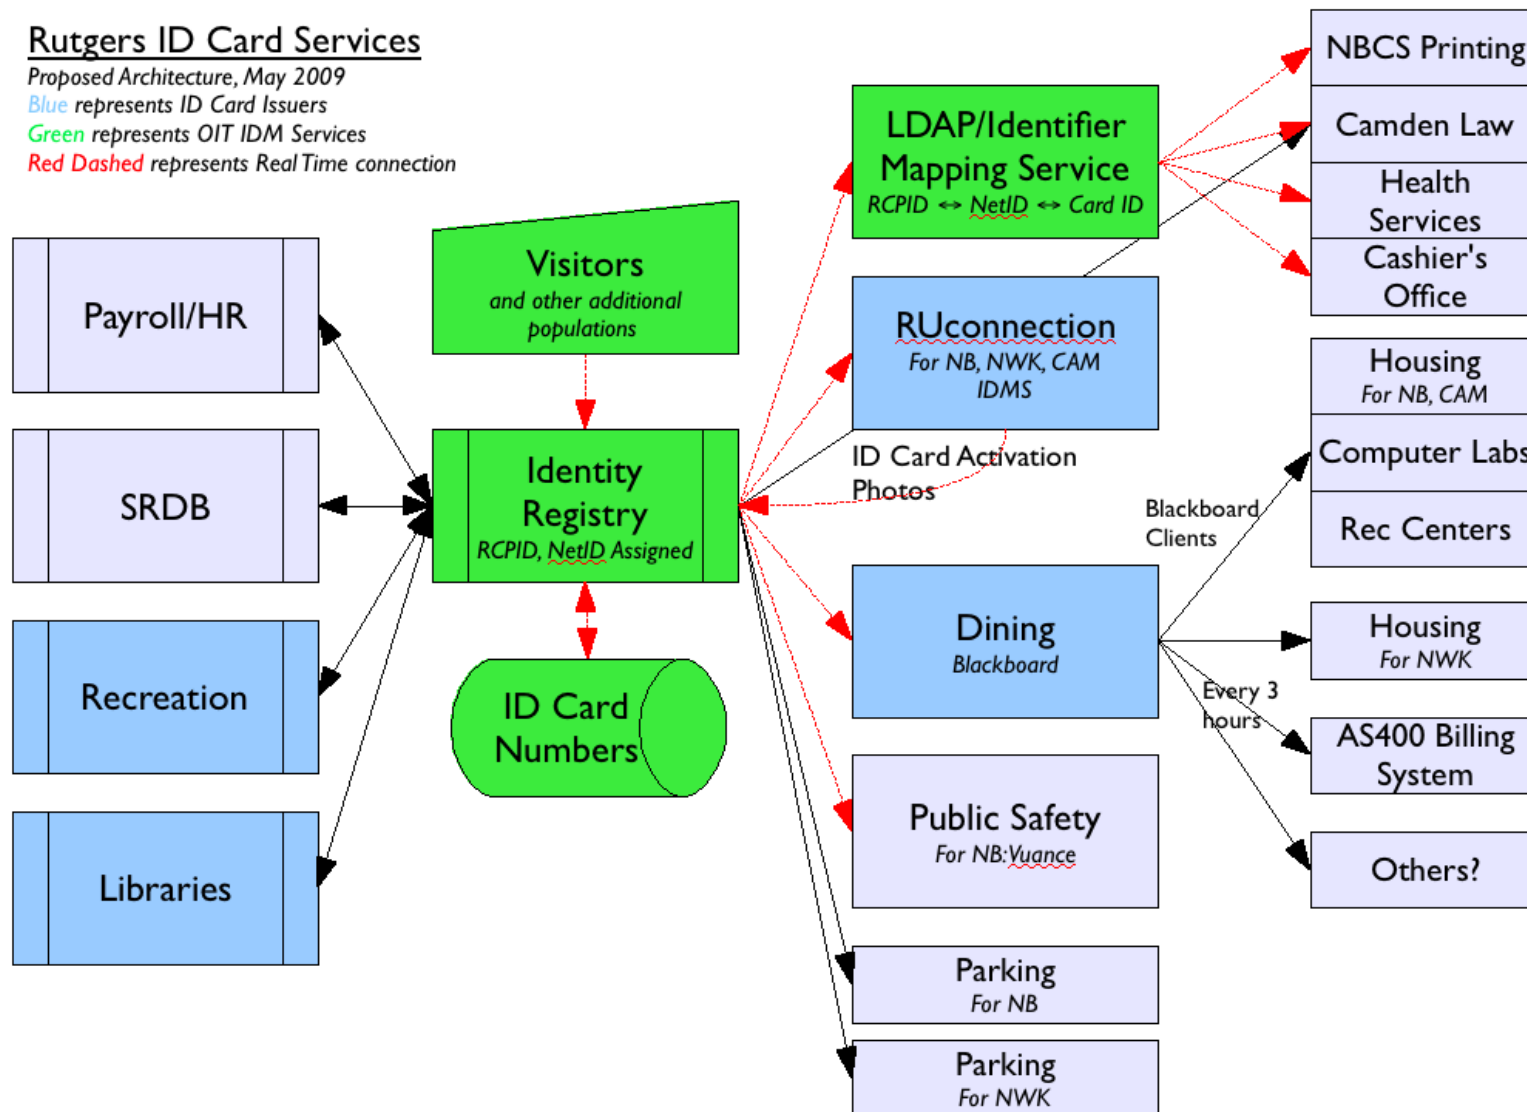 Rutgers ID Card Services
Proposed Architecture, May 2009
Blue represents ID Card Issuers
Green represents OIT IDM Services
Red Dashed represents Real Time connection
Payroll/HR
SRDB
Recreation
Libraries
Visitors
and other additional
populations
Identity
Registry
RCPID, NetID Assigned
ID Card
Numbers
LDAP/Identifier
Mapping Service
RCPID ↔ NetID ↔ Card ID
RUconnection
For NB, NWK, CAM
IDMS
ID Card Activation
Photos
Dining
Blackboard
Public Safety
For NB:Vuance
Parking
For NB
Parking
For NWK
Blackboard
Clients
Every 3
hours
NBCS Printing
Camden Law
Health
Services
Cashier's
Office
Housing
For NB, CAM
Computer Labs
Rec Centers
Housing
For NWK
AS400 Billing
System
Others?